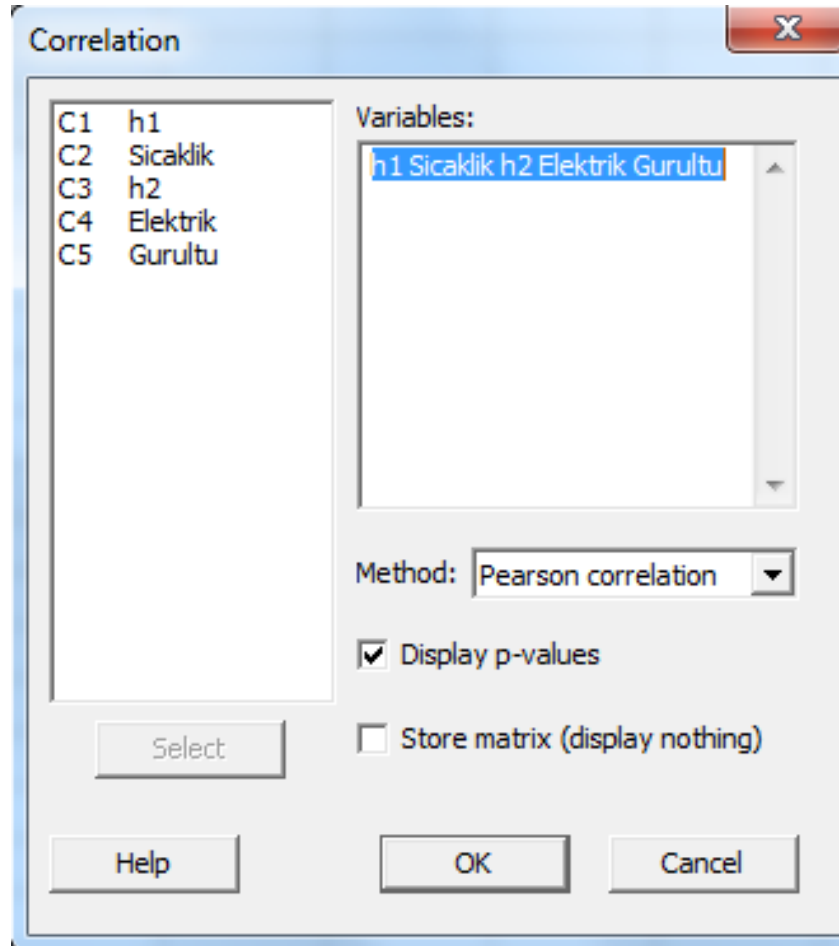 Correlation
C1 h1
C2 Sicaklik
C3 h2
C4 Elektrik
C5 Gurultu
Variables:
h1 Sicaklik h2 Elektrik Gurultu
Method: Pearson correlation
Display p-values
Store matrix (display nothing)
Select
Help OK Cancel